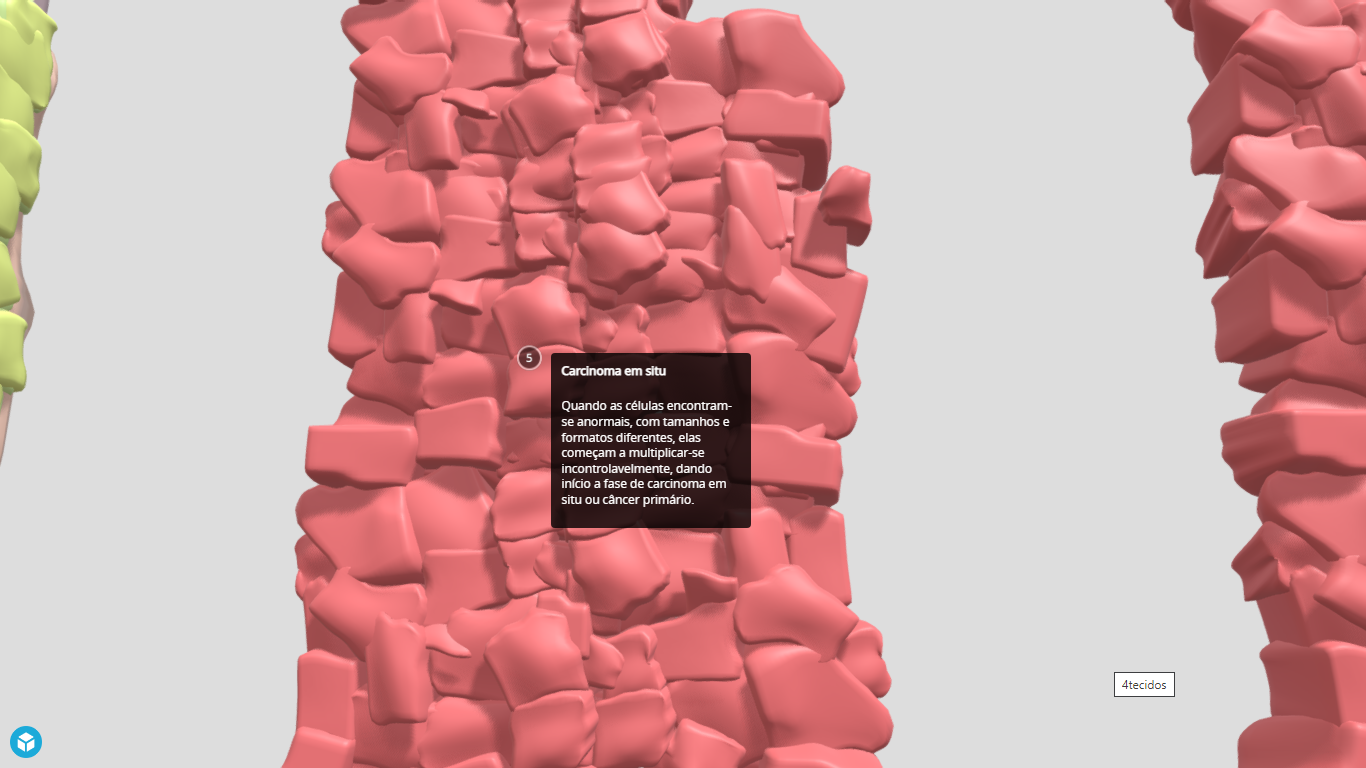 5
Carcinoma em situ
Quando as células encontram-
se anormais, com tamanhos e
formatos diferentes, elas
começam a multiplicar-se
incontrolavelmente, dando
início a fase de carcinoma em
situ ou câncer primário.
4tecidos